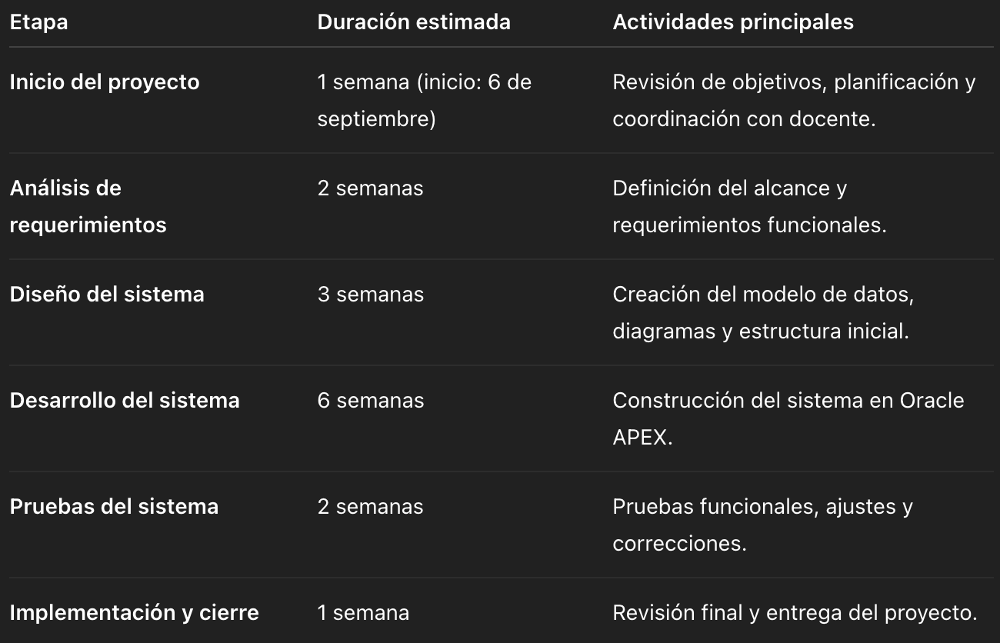 Etapa Duración estimada Actividades principales
Inicio del proyecto 1 semana (inicio: 6 de Revisión de objetivos, planificación y
septiembre) coordinación con docente.
Análisis de 2 semanas Definición del alcance y
requerimientos requerimientos funcionales.
Diseño del sistema 3 semanas Creación del modelo de datos,
diagramas y estructura inicial.
Desarrollo del sistema 6 semanas Construcción del sistema en Oracle
APEX.
Pruebas del sistema 2 semanas Pruebas funcionales, ajustes y
correcciones.
Implementación y cierre 1 semana Revisión final y entrega del proyecto.